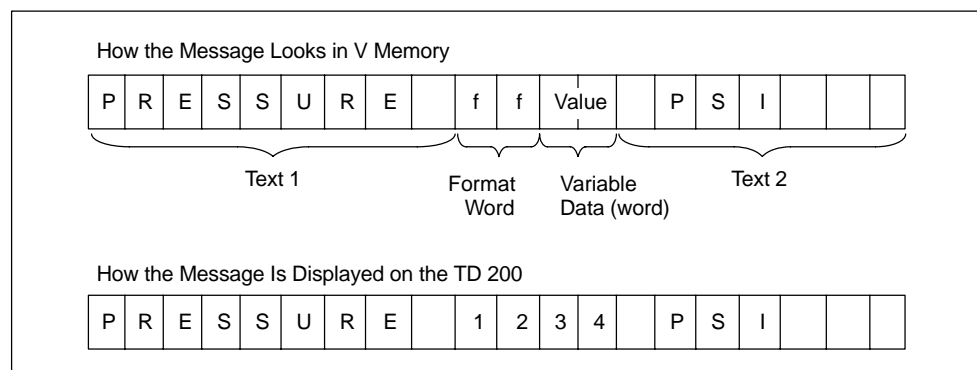 How the Message Looks in V Memory
P R E S S U R E f f Value P S I
Text 1 Format Word Variable Data (word) Text 2
How the Message Is Displayed on the TD 200
P R E S S U R E 1 2 3 4 P S I